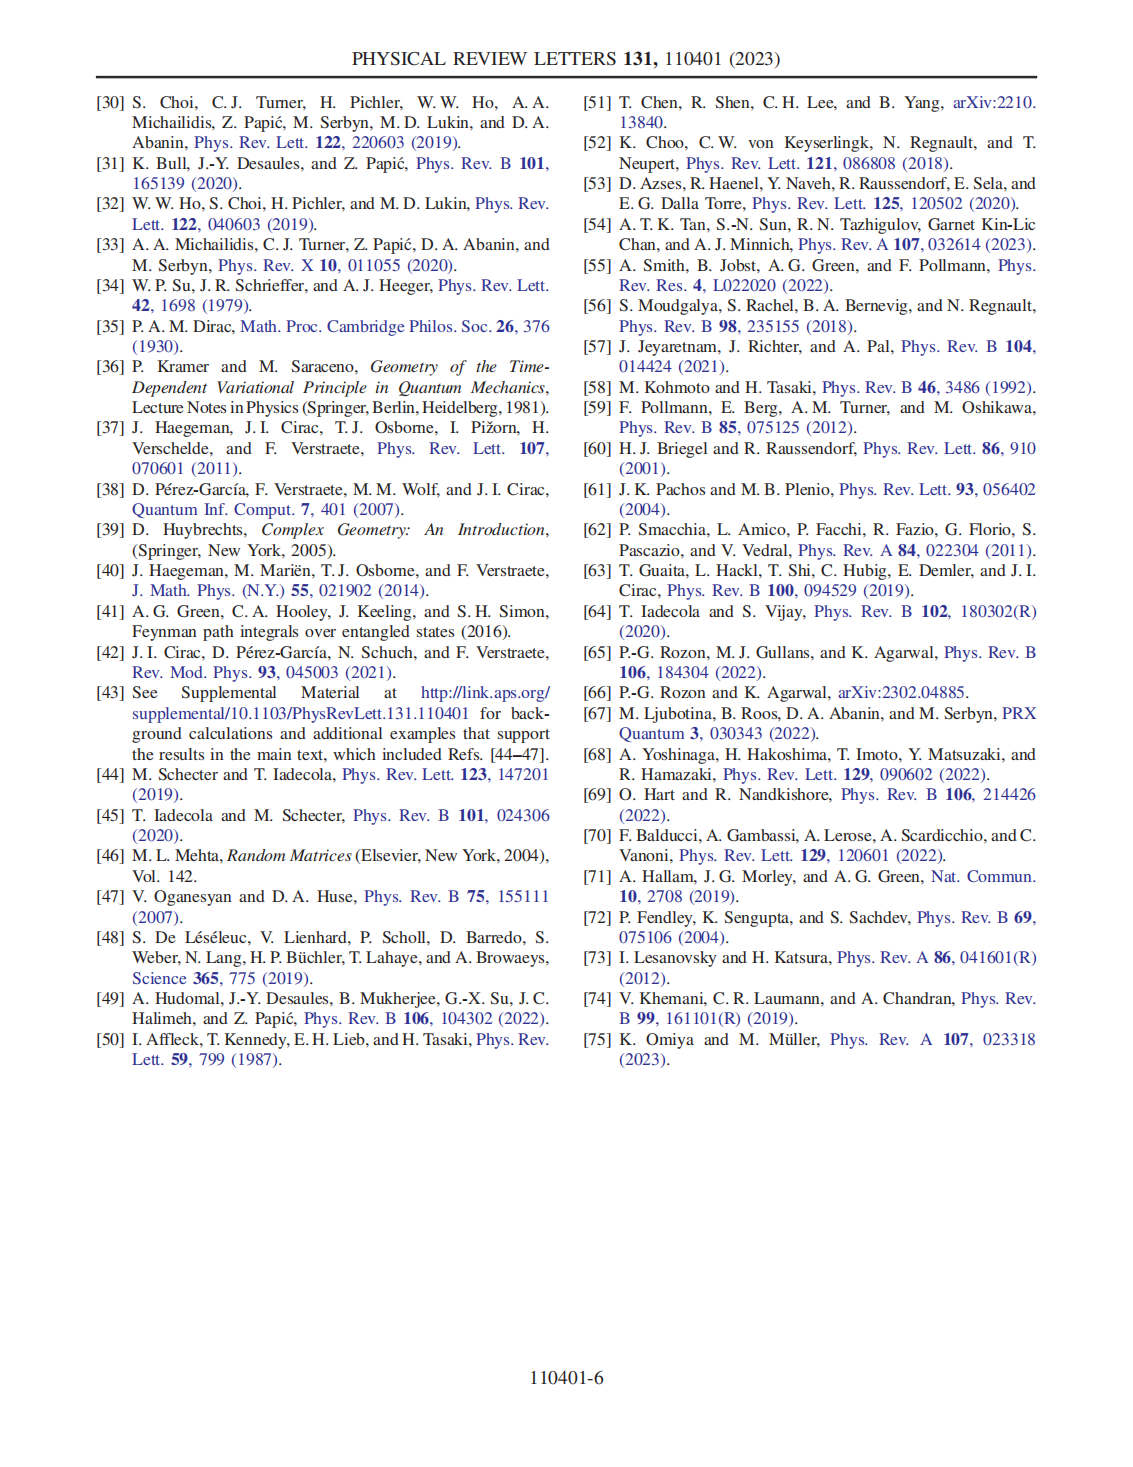 PHYSICAL REVIEW LETTERS 131, 110401 (2023)
[30] S. Choi, C. J. Turner, H. Pichler, W. W. Ho, A. A.
Michailidis, Z. Papić, M. Serbyn, M. D. Lukin, and D. A.
Abanin, Phys. Rev. Lett. 122, 220603 (2019).
[31] K. Bull, J.-Y. Desaules, and Z. Papić, Phys. Rev. B 101,
165139 (2020).
[32] W. W. Ho, S. Choi, H. Pichler, and M. D. Lukin, Phys. Rev.
Lett. 122, 040603 (2019).
[33] A. A. Michailidis, C. J. Turner, Z. Papić, D. A. Abanin, and
M. Serbyn, Phys. Rev. X 10, 011055 (2020).
[34] W. P. Su, J. R. Schrieffer, and A. J. Heeger, Phys. Rev. Lett.
42, 1698 (1979).
[35] P. A. M. Dirac, Math. Proc. Cambridge Philos. Soc. 26, 376
(1930).
[36] P. Kramer and M. Saraceno, Geometry of the Time-
Dependent Variational Principle in Quantum Mechanics,
Lecture Notes in Physics (Springer, Berlin, Heidelberg, 1981).
[37] J. Haegeman, J. I. Cirac, T. J. Osborne, I. Pižorn, H.
Verschelde, and F. Verstraete, Phys. Rev. Lett. 107,
070601 (2011).
[38] D. Pérez-García, F. Verstraete, M. M. Wolf, and J. I. Cirac,
Quantum Inf. Comput. 7, 401 (2007).
[39] D. Huybrechts, Complex Geometry: An Introduction,
(Springer, New York, 2005).
[40] J. Haegeman, M. Mariën, T. J. Osborne, and F. Verstraete,
J. Math. Phys. (N.Y.) 55, 021902 (2014).
[41] A. G. Green, C. A. Hooley, J. Keeling, and S. H. Simon,
Feynman path integrals over entangled states (2016).
[42] J. I. Cirac, D. Pérez-García, N. Schuch, and F. Verstraete,
Rev. Mod. Phys. 93, 045003 (2021).
[43] See Supplemental Material at http://link.aps.org/
supplemental/10.1103/PhysRevLett.131.110401 for back-
ground calculations and additional examples that support
the results in the main text, which included Refs. [44–47].
[44] M. Schecter and T. Iadecola, Phys. Rev. Lett. 123, 147201
(2019).
[45] T. Iadecola and M. Schecter, Phys. Rev. B 101, 024306
(2020).
[46] M. L. Mehta, Random Matrices (Elsevier, New York, 2004),
Vol. 142.
[47] V. Oganesyan and D. A. Huse, Phys. Rev. B 75, 155111
(2007).
[48] S. De Léséleuc, V. Lienhard, P. Scholl, D. Barredo, S.
Weber, N. Lang, H. P. Büchler, T. Lahaye, and A. Browaeys,
Science 365, 775 (2019).
[49] A. Hudomal, J.-Y. Desaules, B. Mukherjee, G.-X. Su, J. C.
Halimeh, and Z. Papić, Phys. Rev. B 106, 104302 (2022).
[50] I. Affleck, T. Kennedy, E. H. Lieb, and H. Tasaki, Phys. Rev.
Lett. 59, 799 (1987).
[51] T. Chen, R. Shen, C. H. Lee, and B. Yang, arXiv:2210.
13840.
[52] K. Choo, C. W. von Keyserlingk, N. Regnault, and T.
Neupert, Phys. Rev. Lett. 121, 086808 (2018).
[53] D. Azses, R. Haenel, Y. Naveh, R. Raussendorf, E. Sela, and
E. G. Dalla Torre, Phys. Rev. Lett. 125, 120502 (2020).
[54] A. T. K. Tan, S.-N. Sun, R. N. Tazhigulov, Garnet Kin-Lic
Chan, and A. J. Minnich, Phys. Rev. A 107, 032614 (2023).
[55] A. Smith, B. Jobst, A. G. Green, and F. Pollmann, Phys.
Rev. Res. 4, L022020 (2022).
[56] S. Moudgalya, S. Rachel, B. A. Bernevig, and N. Regnault,
Phys. Rev. B 98, 235155 (2018).
[57] J. Jeyaretnam, J. Richter, and A. Pal, Phys. Rev. B 104,
014424 (2021).
[58] M. Kohmoto and H. Tasaki, Phys. Rev. B 46, 3486 (1992).
[59] F. Pollmann, E. Berg, A. M. Turner, and M. Oshikawa,
Phys. Rev. B 85, 075125 (2012).
[60] H. J. Briegel and R. Raussendorf, Phys. Rev. Lett. 86, 910
(2001).
[61] J. K. Pachos and M. B. Plenio, Phys. Rev. Lett. 93, 056402
(2004).
[62] P. Smacchia, L. Amico, P. Facchi, R. Fazio, G. Florio, S.
Pascazio, and V. Vedral, Phys. Rev. A 84, 022304 (2011).
[63] T. Guaita, L. Hackl, T. Shi, C. Hubig, E. Demler, and J. I.
Cirac, Phys. Rev. B 100, 094529 (2019).
[64] T. Iadecola and S. Vijay, Phys. Rev. B 102, 180302(R)
(2020).
[65] P.-G. Rozon, M. J. Gullans, and K. Agarwal, Phys. Rev. B
106, 184304 (2022).
[66] P.-G. Rozon and K. Agarwal, arXiv:2302.04885.
[67] M. Ljubotina, B. Roos, D. A. Abanin, and M. Serbyn, PRX
Quantum 3, 030343 (2022).
[68] A. Yoshinaga, H. Hakoshima, T. Imoto, Y. Matsuzaki, and
R. Hamazaki, Phys. Rev. Lett. 129, 090602 (2022).
[69] O. Hart and R. Nandkishore, Phys. Rev. B 106, 214426
(2022).
[70] F. Balducci, A. Gambassi, A. Lerose, A. Scardicchio, and C.
Vanoni, Phys. Rev. Lett. 129, 120601 (2022).
[71] A. Hallam, J. G. Morley, and A. G. Green, Nat. Commun.
10, 2708 (2019).
[72] P. Fendley, K. Sengupta, and S. Sachdev, Phys. Rev. B 69,
075106 (2004).
[73] I. Lesanovsky and H. Katsura, Phys. Rev. A 86, 041601(R)
(2012).
[74] V. Khemani, C. R. Laumann, and A. Chandran, Phys. Rev.
B 99, 161101(R) (2019).
[75] K. Omiya and M. Müller, Phys. Rev. A 107, 023318
(2023).
110401-6